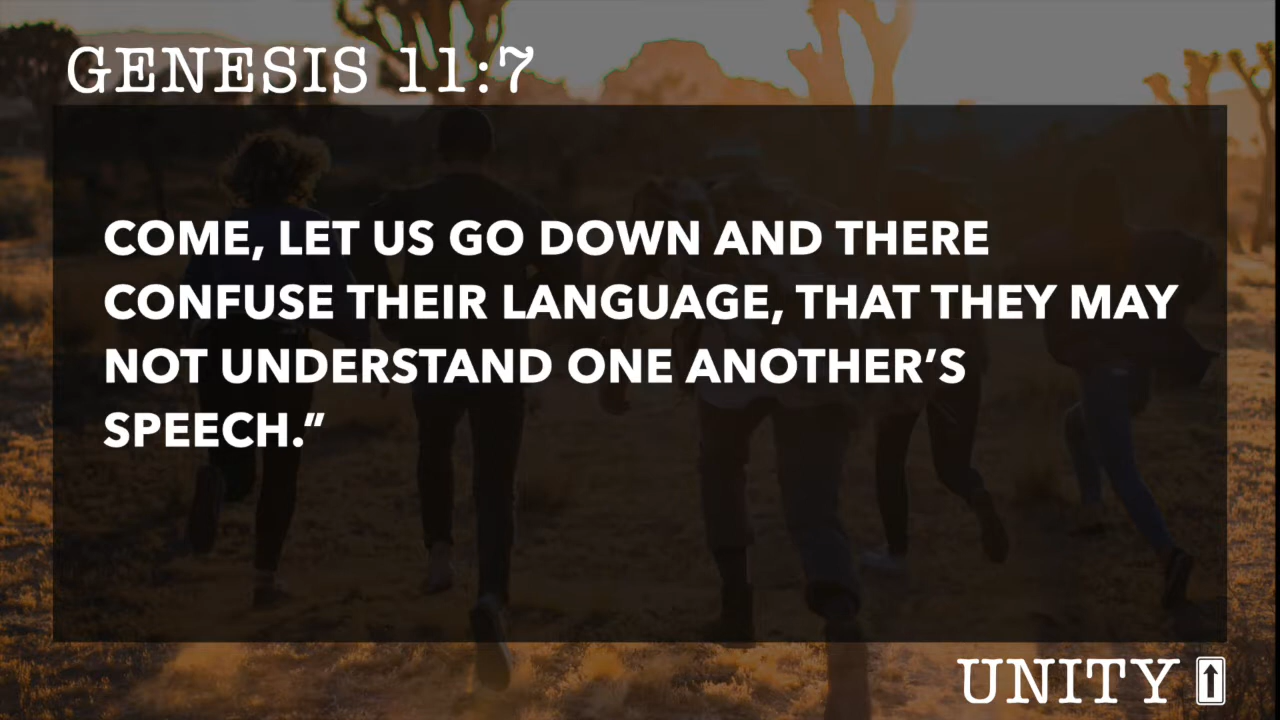 GENESIS 11:7
COME, LET US GO DOWN AND THERE
CONFUSE THEIR LANGUAGE, THAT THEY MAY
NOT UNDERSTAND ONE ANOTHER’S
SPEECH.”
UNITY